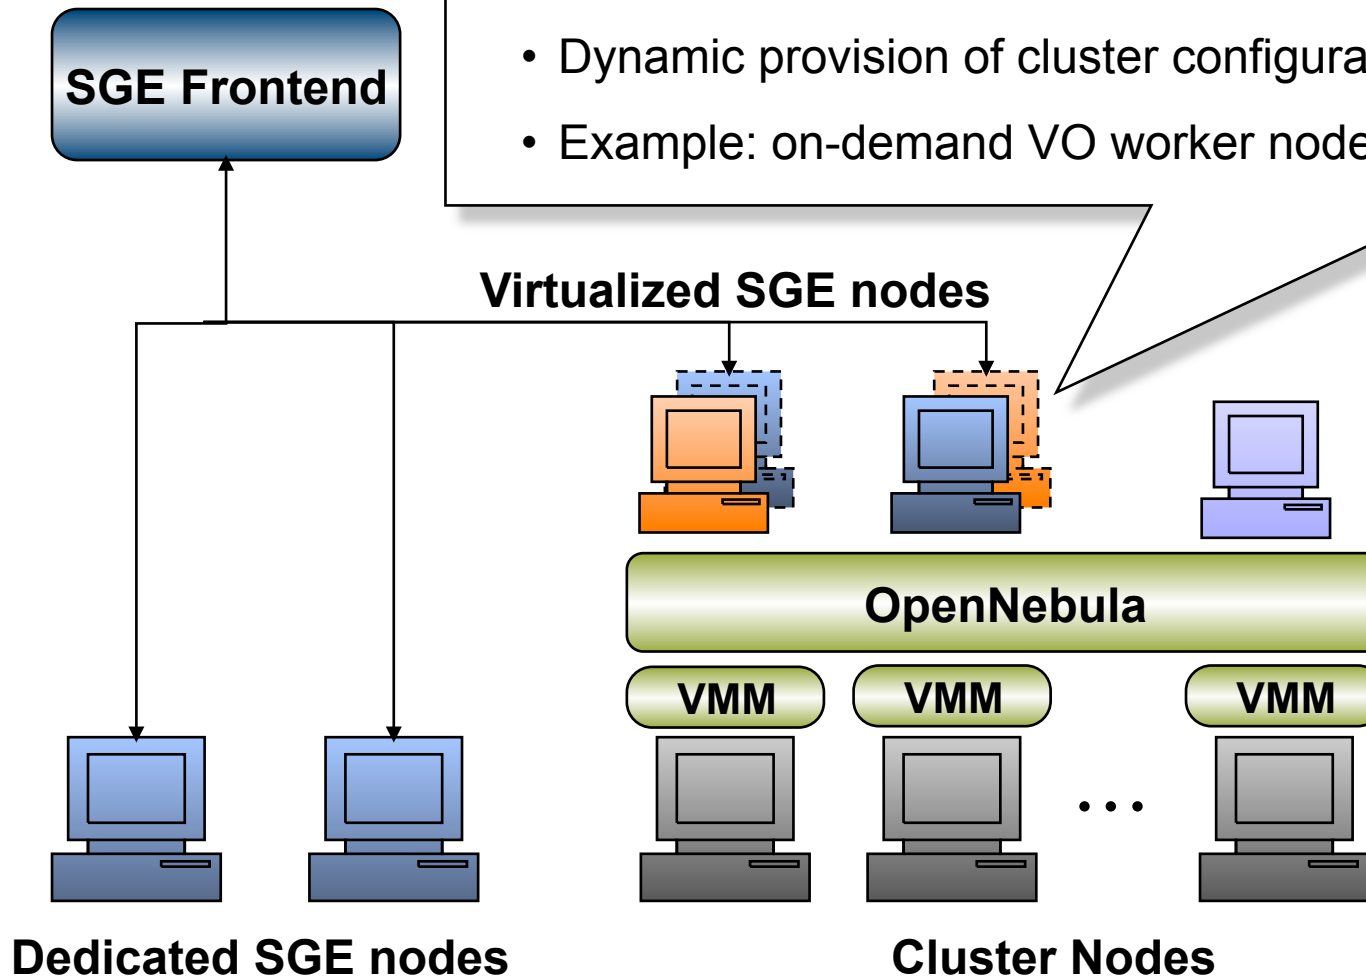 • Dynamic provision of cluster configura
SGE Frontend
• Example: on-demand VO worker node
Virtualized SGE nodes
OpenNebula
VMM VMM VMM
...
Dedicated SGE nodes Cluster Nodes